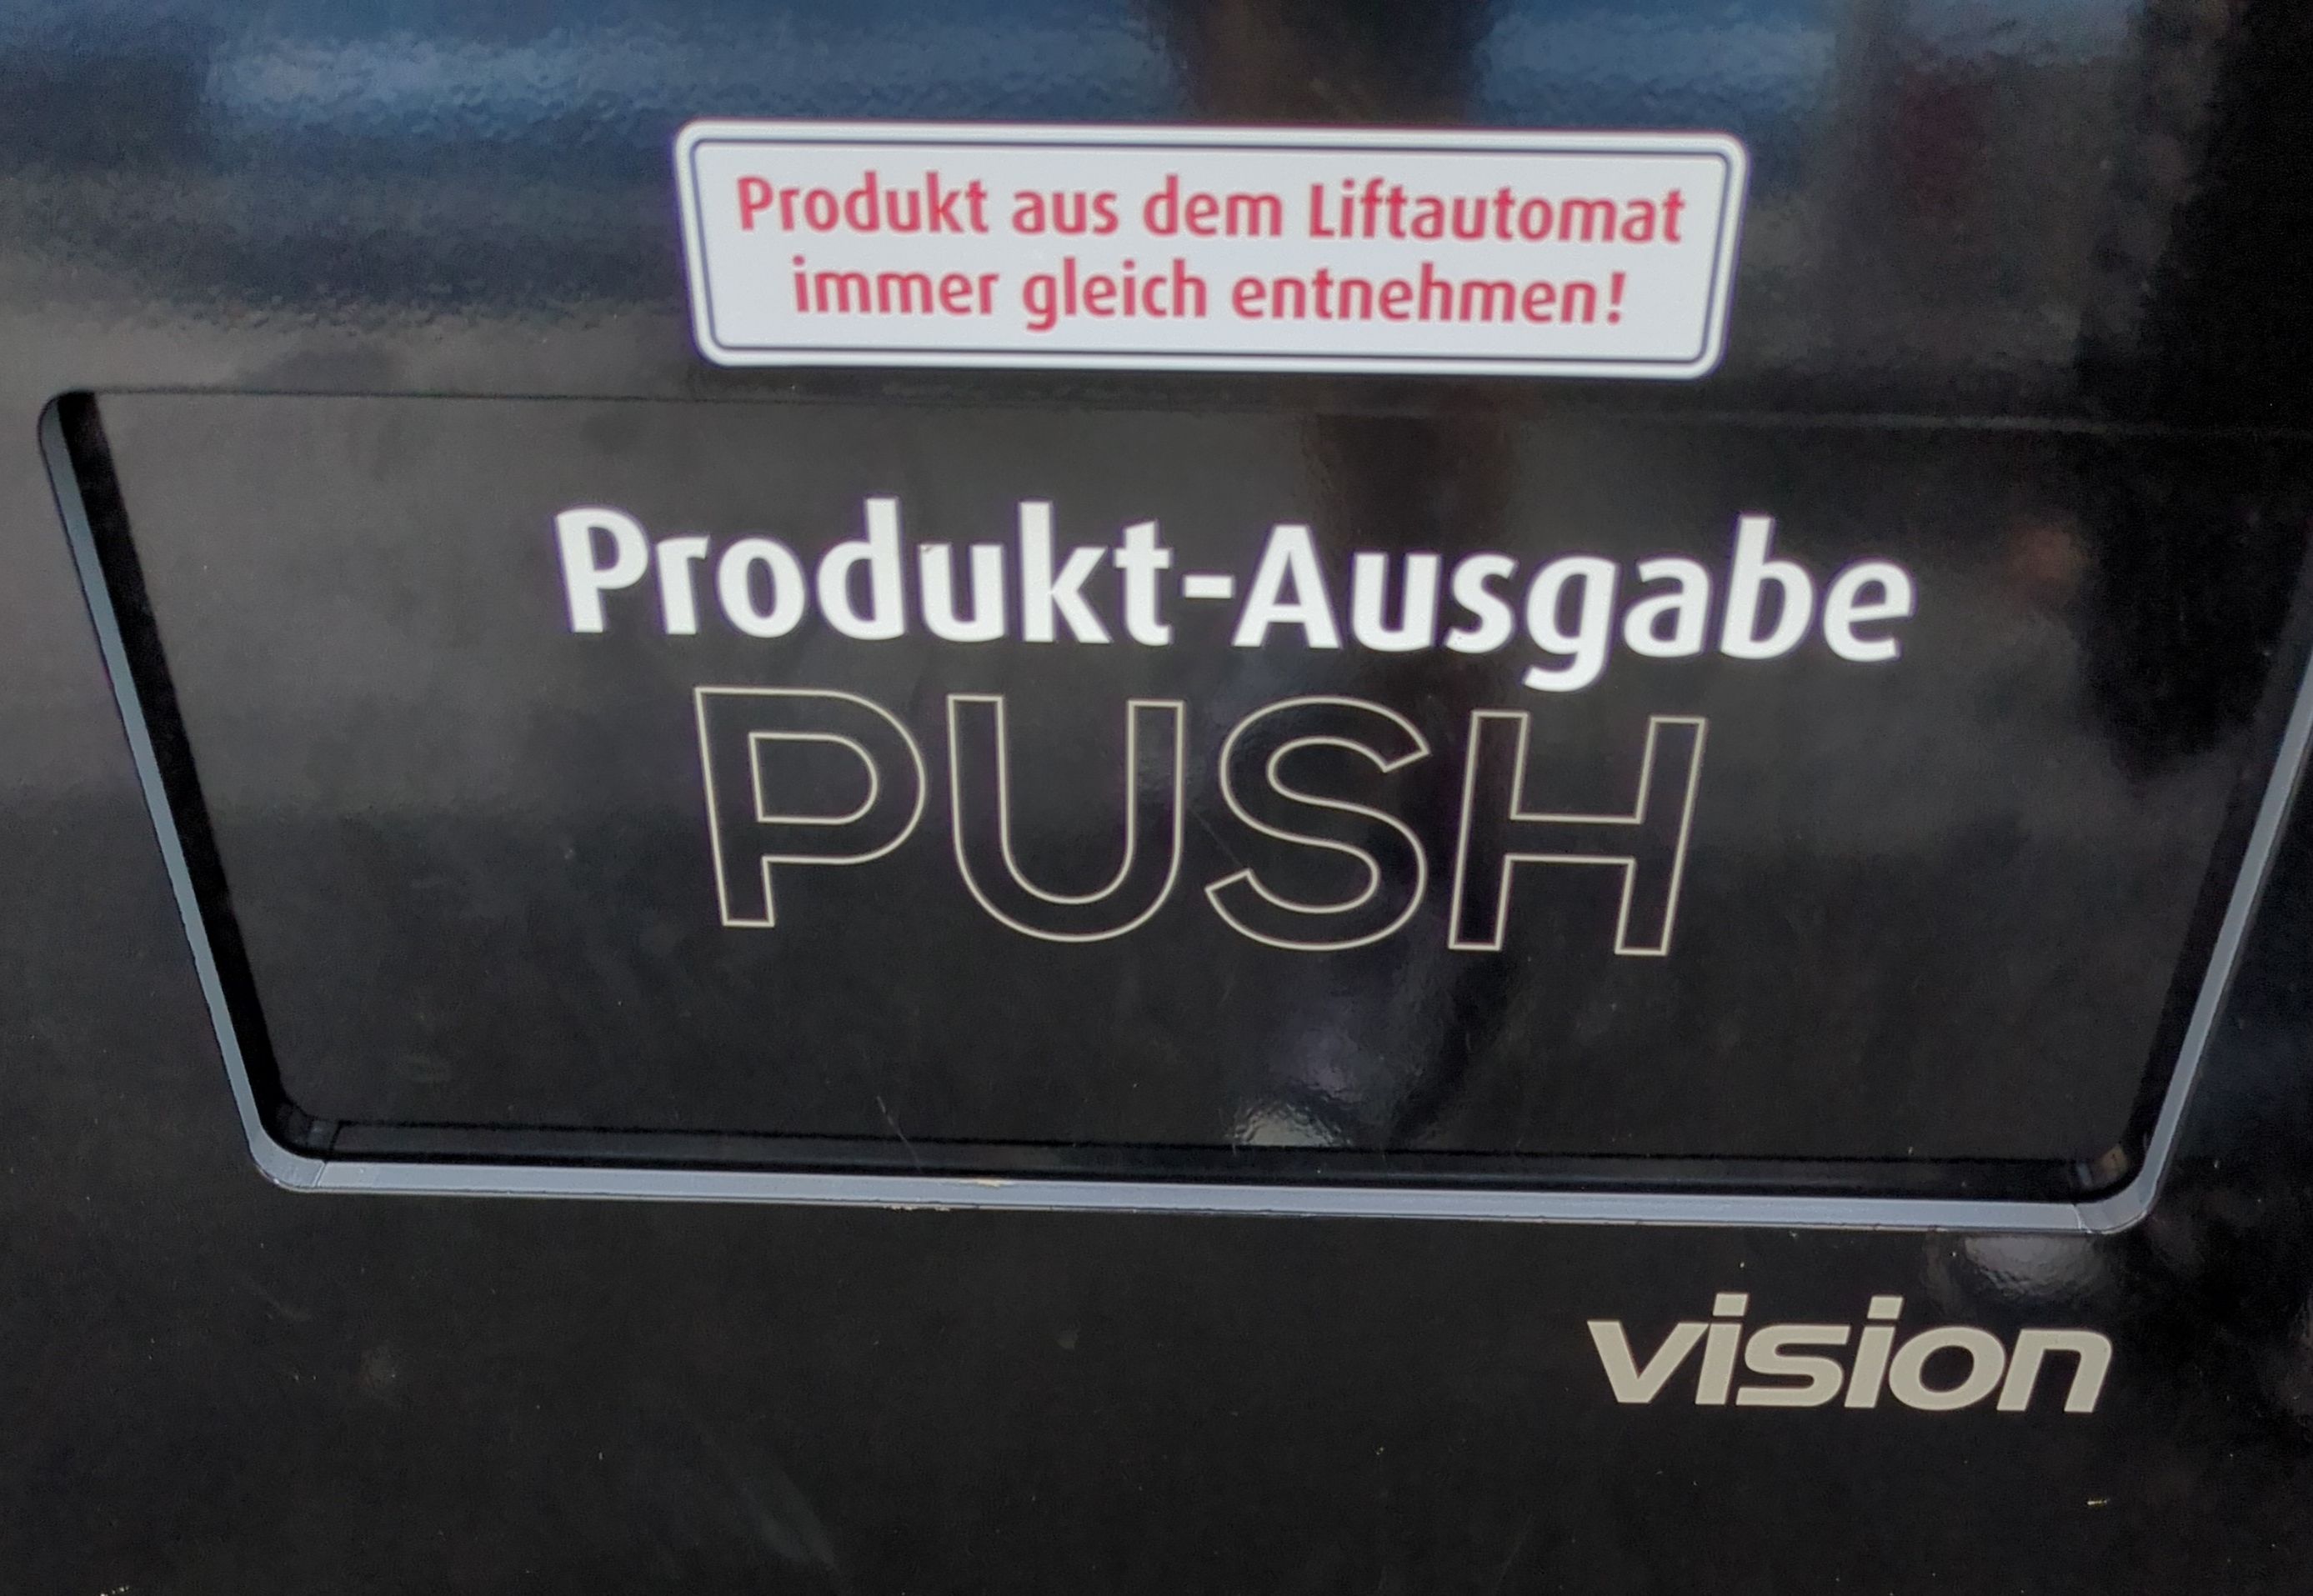 Produkt aus dem Liftautomat
immer gleich entnehmen!
Produkt-Ausgabe
PUSH
vision